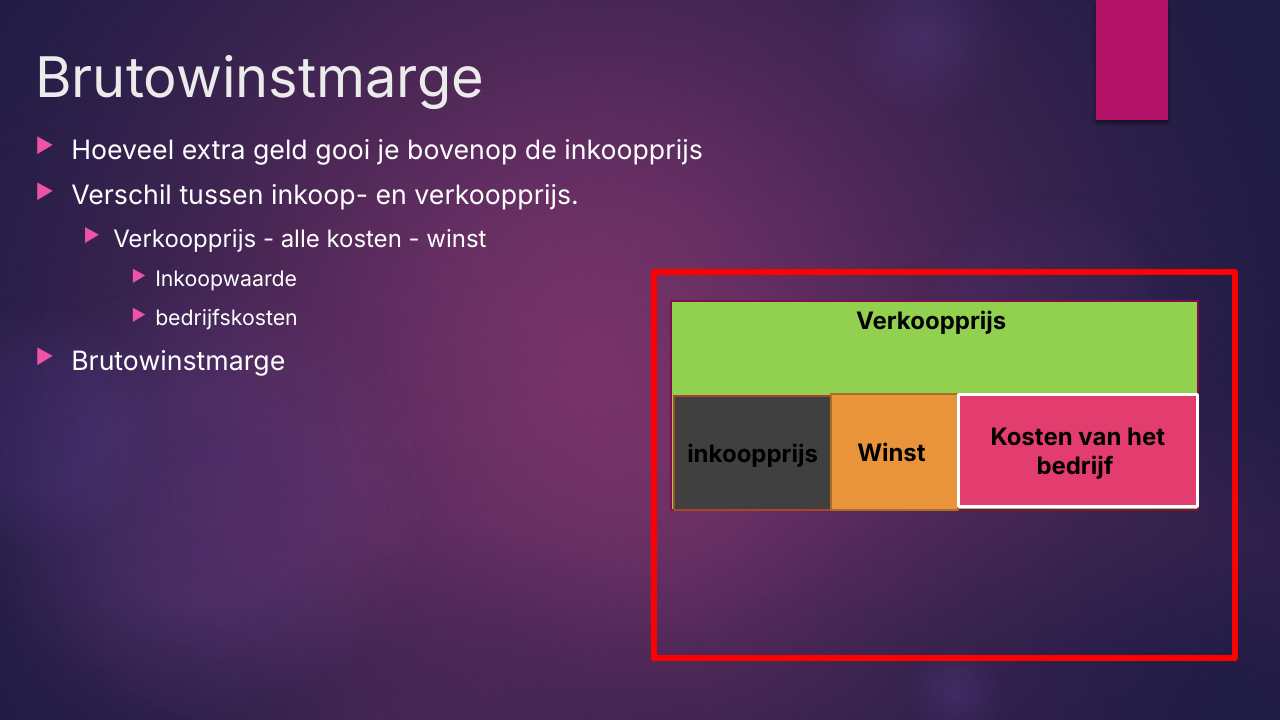 Brutowinstmarge
Hoeveel extra geld gooi je bovenop de inkoopprijs
Verschil tussen inkoop- en verkoopprijs.
Verkoopprijs - alle kosten - winst
Inkoopwaarde
bedrijfskosten
Brutowinstmarge
Verkoopprijs
inkoopprijs
Winst
Kosten van het
bedrijf